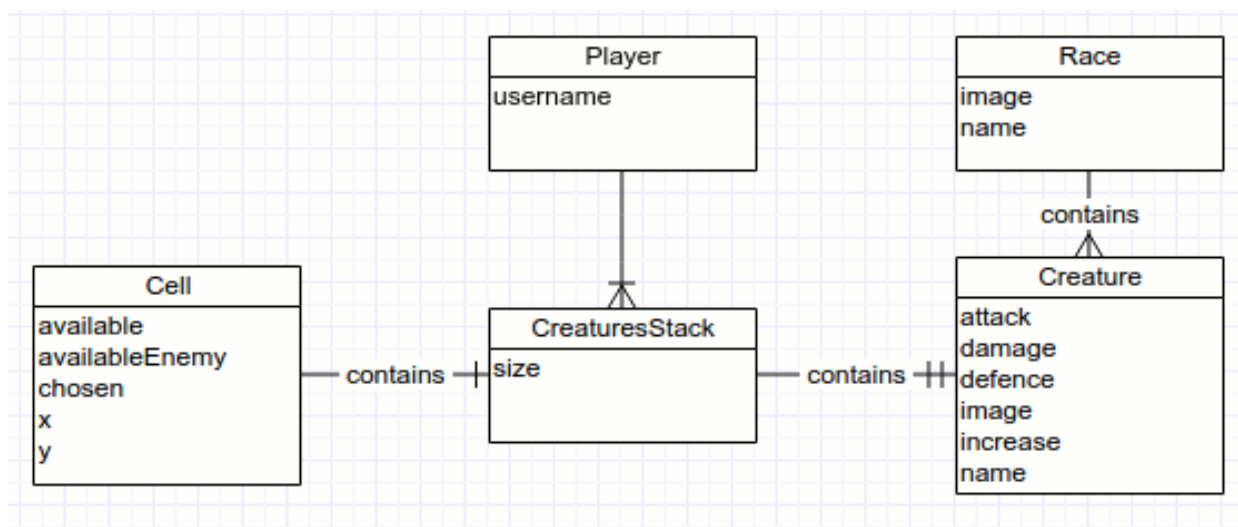 Player
username
Race
image
name
contains
Cell
available
availableEnemy
chosen
x
y
contains
CreaturesStack
size
contains
Creature
attack
damage
defence
image
increase
name